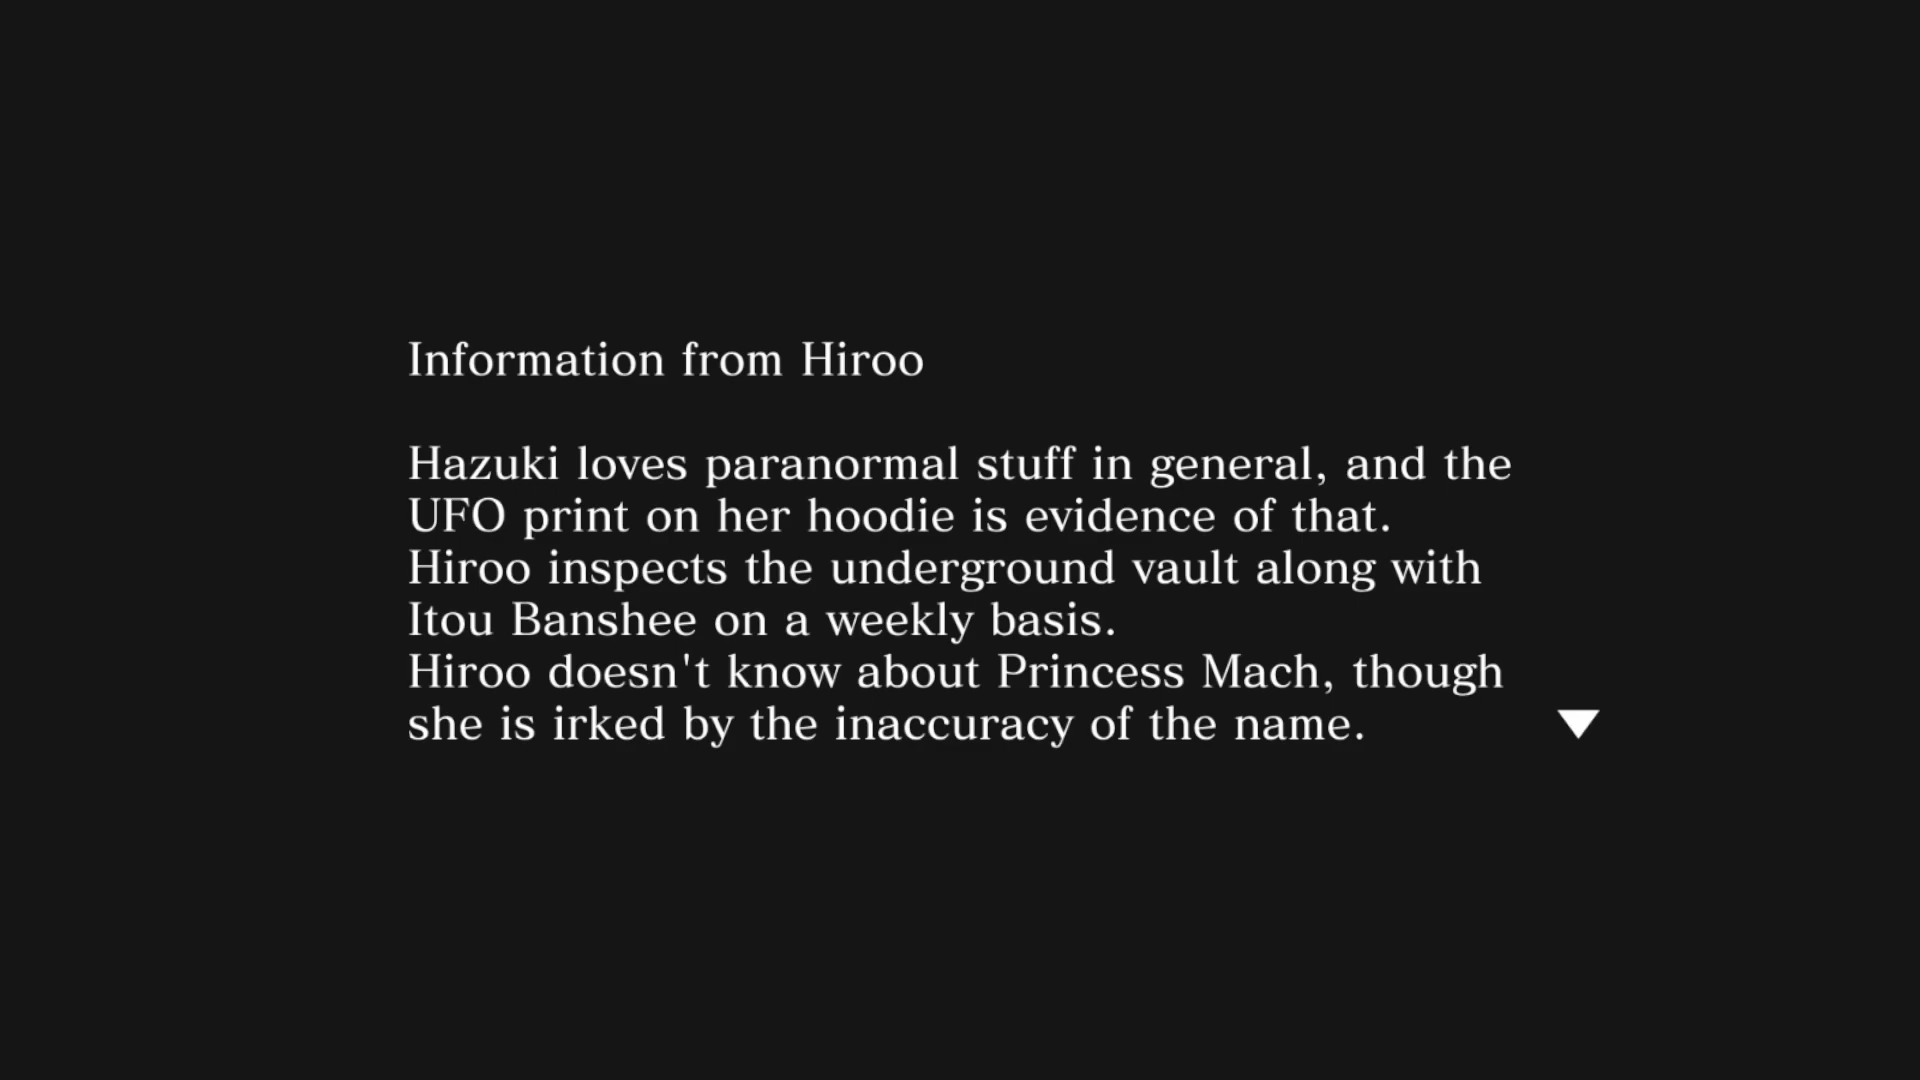 Information from Hiroo
Hazuki loves paranormal stuff in general, and the
UFO print on her hoodie is evidence of that.
Hiroo inspects the underground vault along with
Itou Banshee on a weekly basis.
Hiroo doesn't know about Princess Mach, though
she is irked by the inaccuracy of the name.